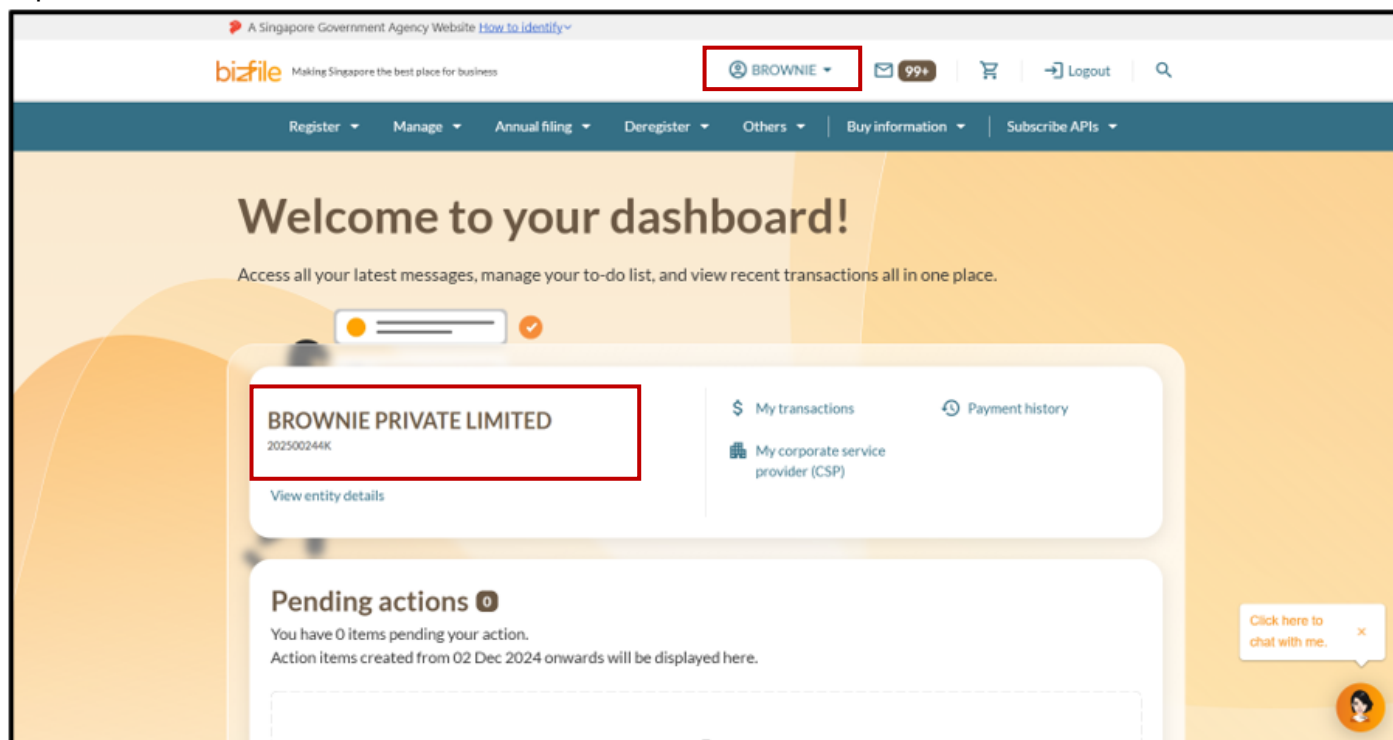 A Singapore Government Agency Website How to identify
bizfile Making Singapore the best place for business
BROWNIE
99+
Logout
Register
Manage
Annual filing
Deregister
Others
Buy information
Subscribe APIs
Welcome to your dashboard!
Access all your latest messages, manage your to-do list, and view recent transactions all in one place.
BROWNIE PRIVATE LIMITED
202500244K
View entity details
$ My transactions
Payment history
My corporate service
provider (CSP)
Pending actions 0
You have 0 items pending your action.
Action items created from 02 Dec 2024 onwards will be displayed here.
Click here to
chat with me.
×